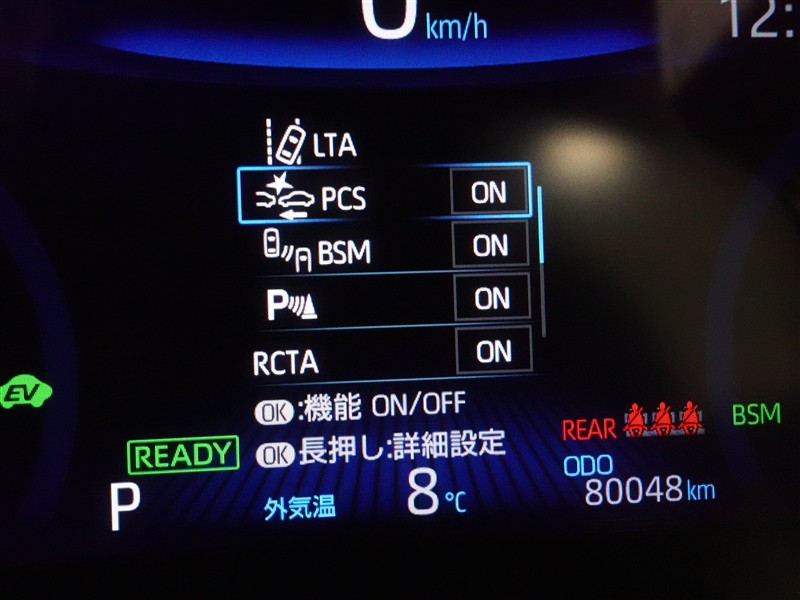 0 km/h
12:
LTA
PCS ON
BSM ON
P ON
RCTA ON
OK:機能 ON/OFF
OK長押し:詳細設定
EV
READY
REAR
BSM
P
外気温 8℃
ODO
80048km